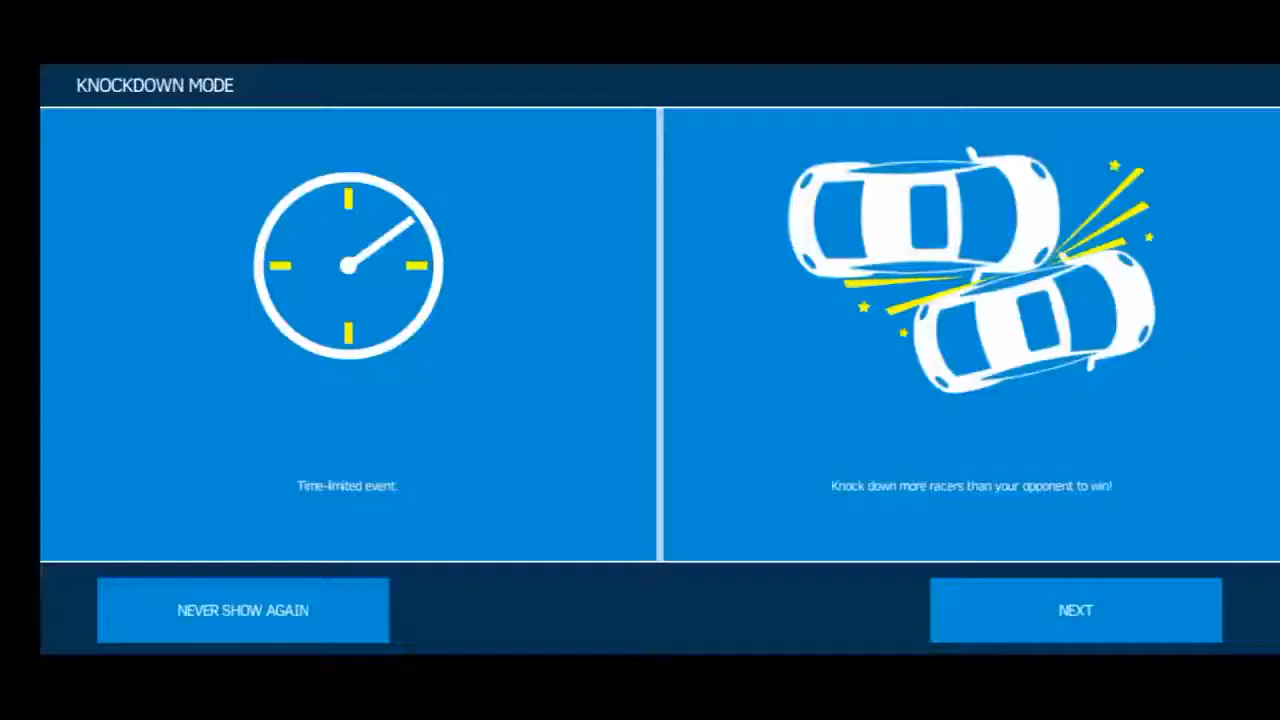 KNOCKDOWN MODE
Time-limited event.
Knock down more racers than your opponent to win!
NEVER SHOW AGAIN
NEXT